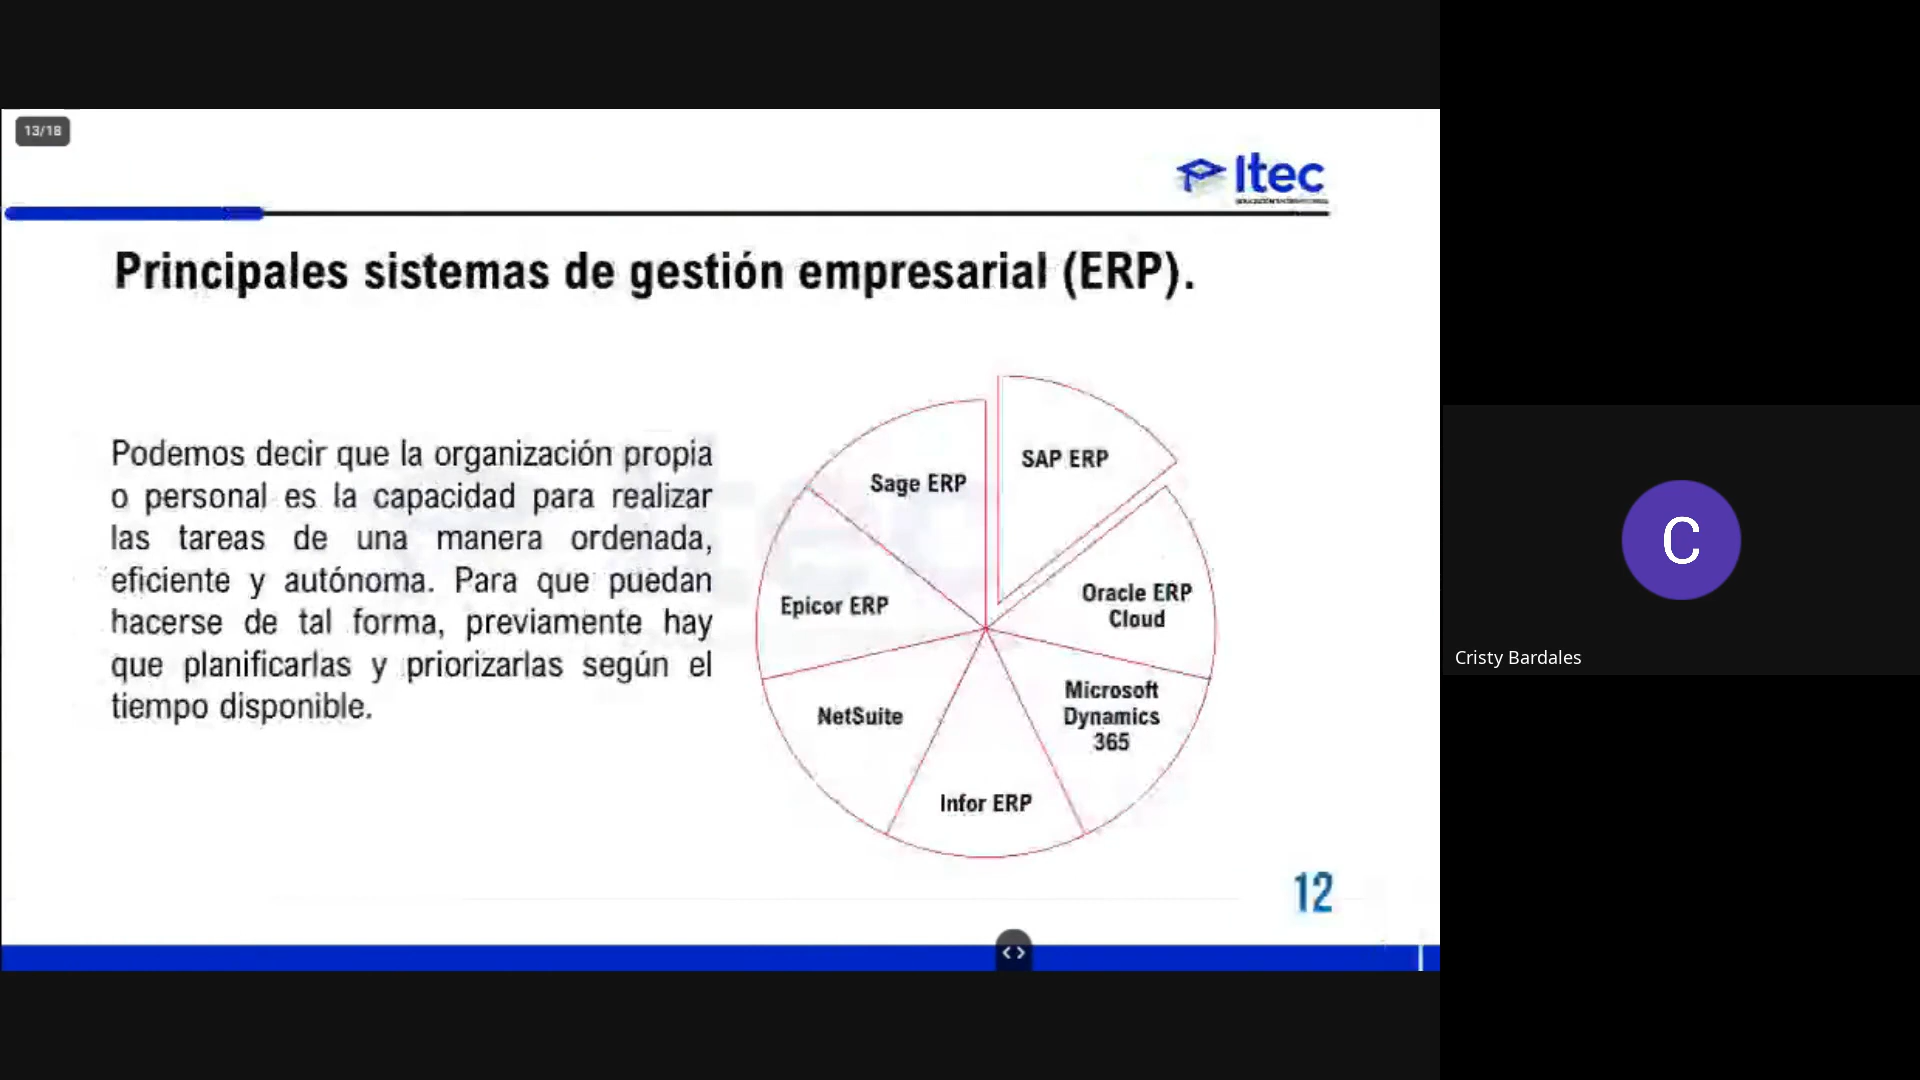 13/18
Itec
Principales sistemas de gestión empresarial (ERP).
Podemos decir que la organización propia
o personal es la capacidad para realizar
las tareas de una manera ordenada,
eficiente y autónoma. Para que puedan
hacerse de tal forma, previamente hay
que planificarlas y priorizarlas según el
tiempo disponible.
SAP ERP
Oracle ERP
Cloud
Microsoft
Dynamics
365
Infor ERP
NetSuite
Epicor ERP
Sage ERP
12
C
Cristy Bardales